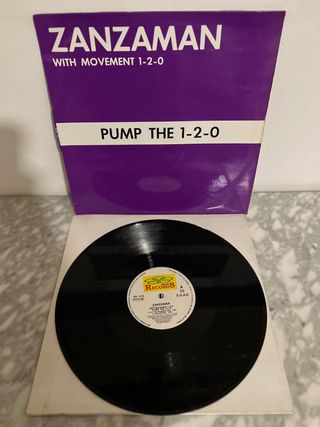 ZANZAMAN
WITH MOVEMENT 1-2-0
PUMP THE 1-2-0
RECORDS
A
ZANZAMAN